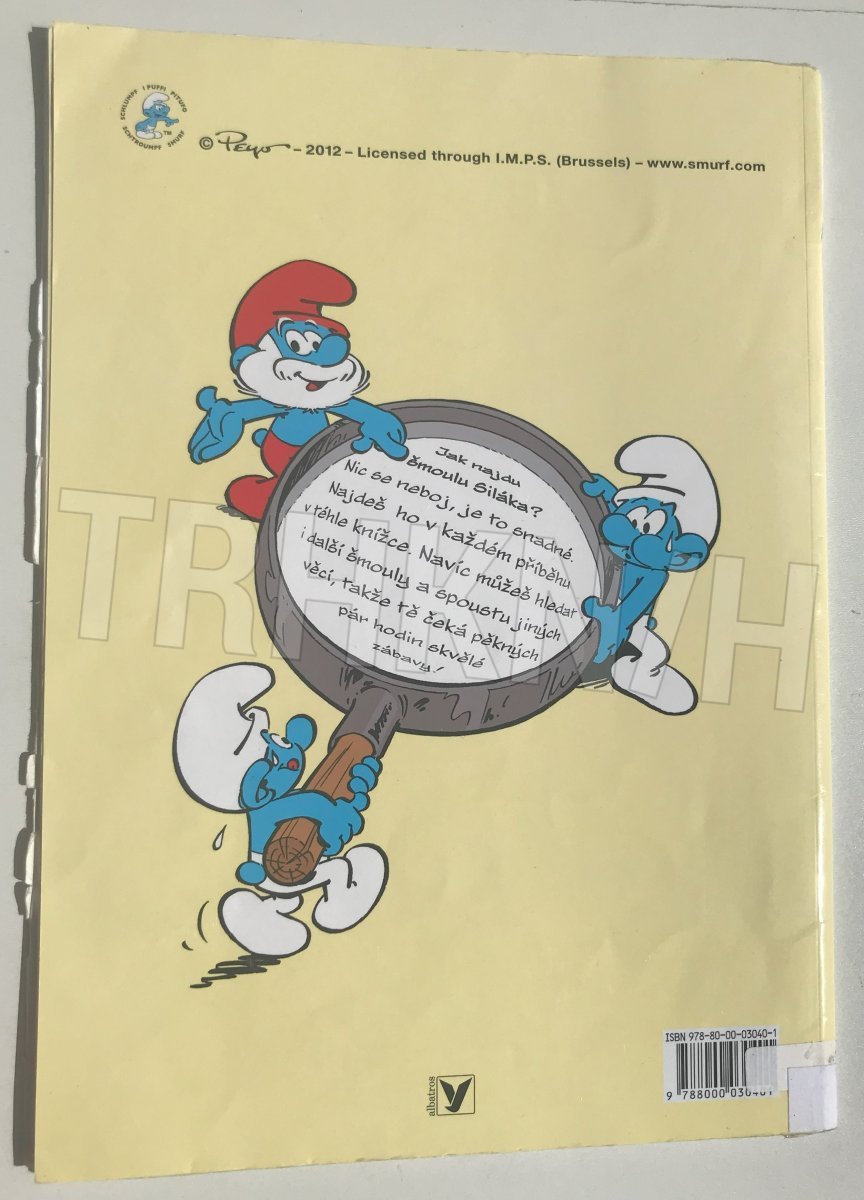 SCHLUMPF I PUFFI PITUFO
SCHTROUMPF SMURF TM
© Peyo – 2012 – Licensed through I.M.P.S. (Brussels) – www.smurf.com
Jak najdu
šmoulu Siláka?
Nic se neboj, je to snadné.
Najdeš ho v každém příběhu
v téhle knížce. Navíc můžeš hledat
i další šmouly a spoustu jiných
věcí, takže tě čeká pěkných
pár hodin skvělé
zábavy!
TRHKNIH
albatros
ISBN 978-80-00-03040-1
9 788000 030401